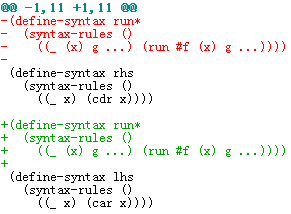 @@ -1,11 +1,11 @@
-(define-syntax run*
-  (syntax-rules ()
-    ((_ (x) g ...) (run #f (x) g ...))))
-
 (define-syntax rhs
   (syntax-rules ()
     ((_ x) (cdr x))))

+(define-syntax run*
+  (syntax-rules ()
+    ((_ (x) g ...) (run #f (x) g ...))))
+
 (define-syntax lhs
   (syntax-rules ()
     ((_ x) (car x))))